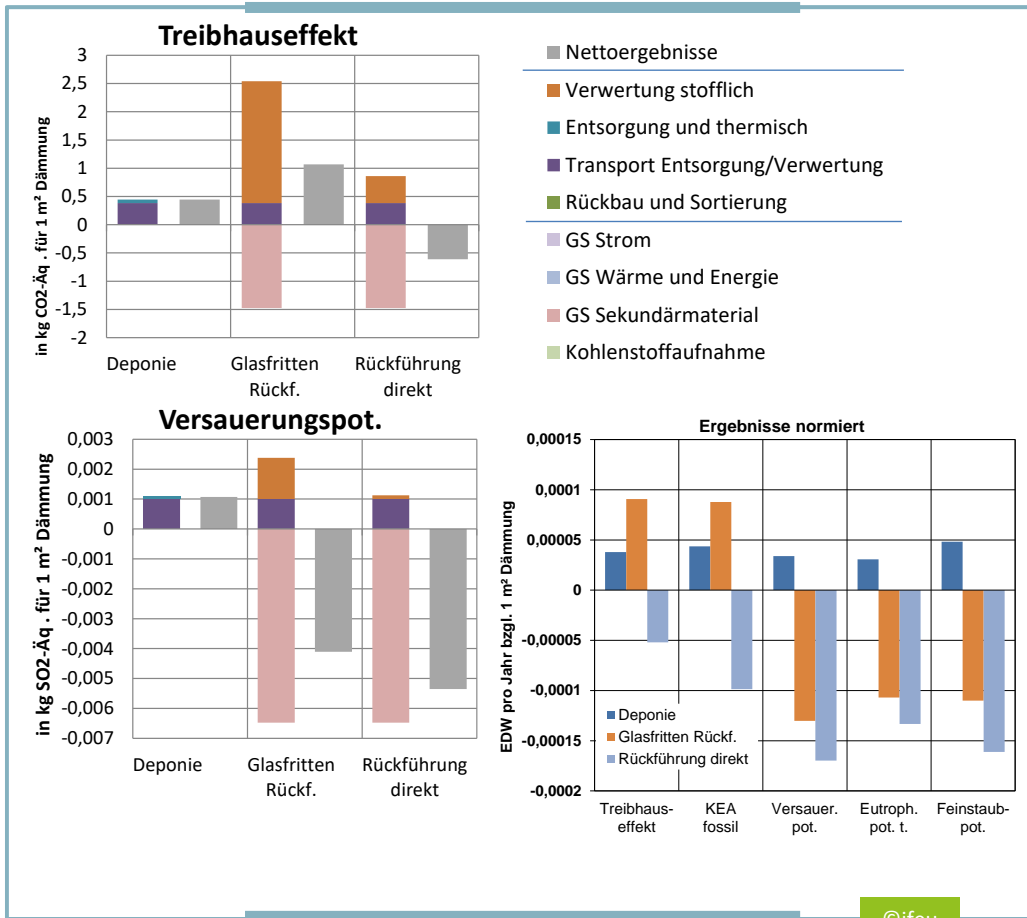 Treibhauseffekt
in kg CO2-Äq . für 1 m² Dämmung
3
2,5
2
1,5
1
0,5
0
-0,5
-1
-1,5
-2
Deponie
Glasfritten
Rückf.
Rückführung
direkt
Nettoergebnisse
Verwertung stofflich
Entsorgung und thermisch
Transport Entsorgung/Verwertung
Rückbau und Sortierung
GS Strom
GS Wärme und Energie
GS Sekundärmaterial
Kohlenstoffaufnahme
Versauerungspot.
in kg SO2-Äq . für 1 m² Dämmung
0,003
0,002
0,001
0
-0,001
-0,002
-0,003
-0,004
-0,005
-0,006
-0,007
Deponie
Glasfritten
Rückf.
Rückführung
direkt
Ergebnisse normiert
EDW pro Jahr bzgl. 1 m² Dämmung
0,00015
0,0001
0,00005
0
-0,00005
-0,0001
-0,00015
-0,0002
Deponie
Glasfritten Rückf.
Rückführung direkt
Treibhaus-
effekt
KEA
fossil
Versauer.
pot.
Eutroph.
pot. t.
Feinstaub-
pot.